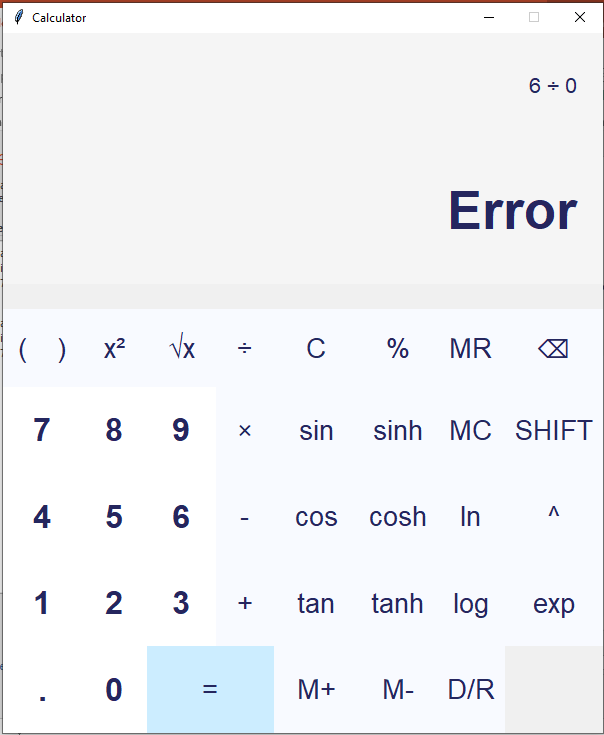 Calculator
6 ÷ 0
Error
( ) x² √x ÷ C % MR ⌫
7 8 9 × sin sinh MC SHIFT
4 5 6 - cos cosh ln ^
1 2 3 + tan tanh log exp
. 0 = M+ M- D/R